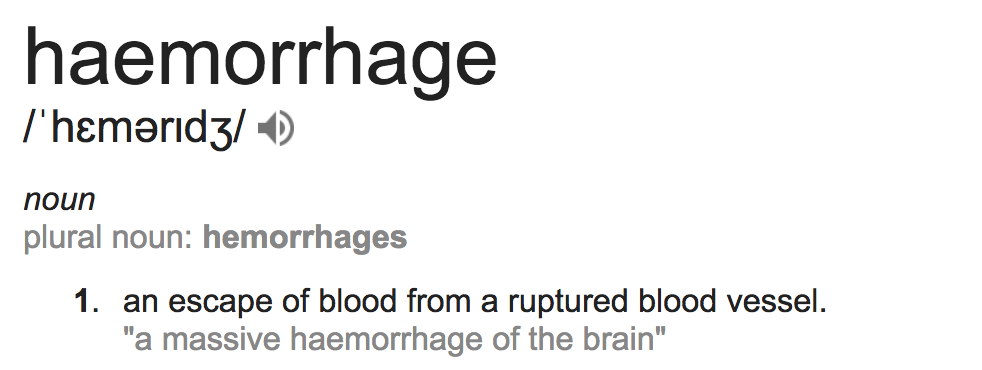 haemorrhage
/ˈhɛmərɪdʒ/
noun
plural noun: hemorrhages
1. an escape of blood from a ruptured blood vessel.
"a massive haemorrhage of the brain"